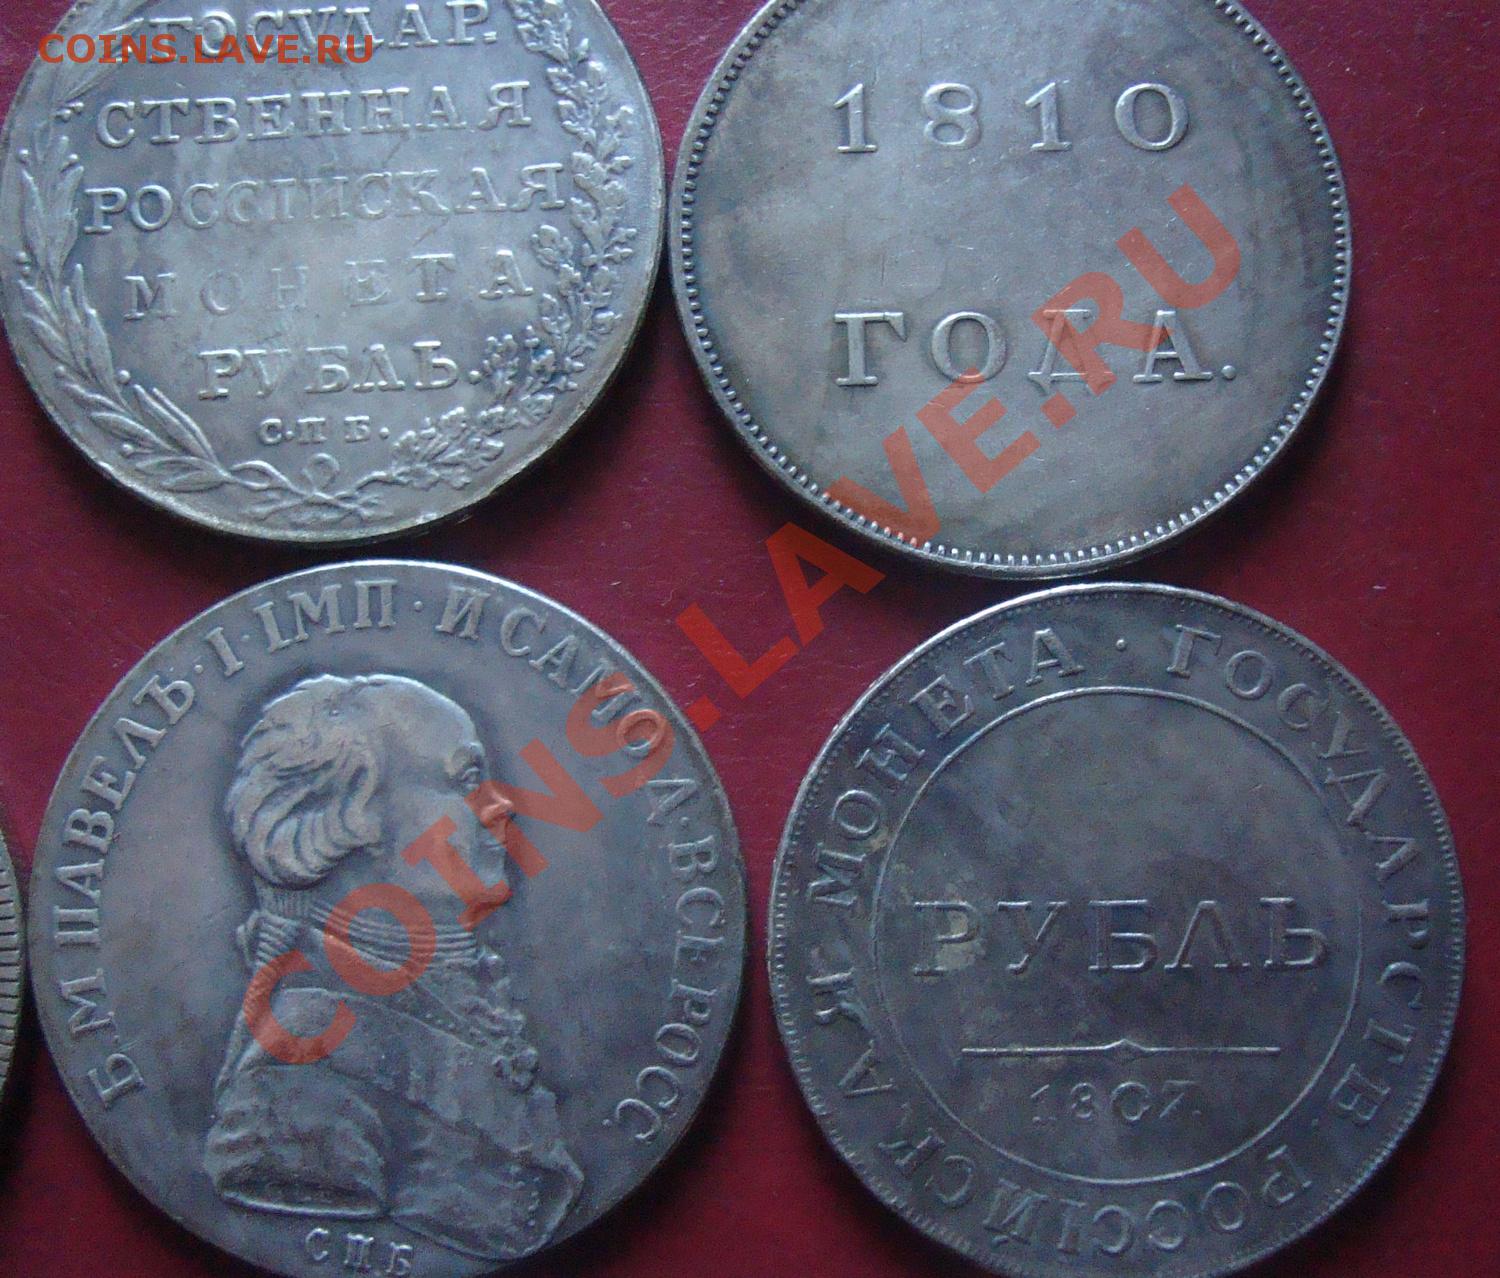 COINS.LAVE.RU
ГОСУДАР.
СТВЕННАЯ
РОССІЙСКАЯ
МОНЕТА
РУБЛЬ.
С.П Б.
1810
ГОДА.
Б·М ПАВЕЛЪ·I·IМП·И САМОД·ВСЕРОСС.
СПБ
МОНЕТА · ГОСУДАРСТВ. РОССІЙСКАЯ
РУБЛЬ
1807.
COINS.LAVE.RU